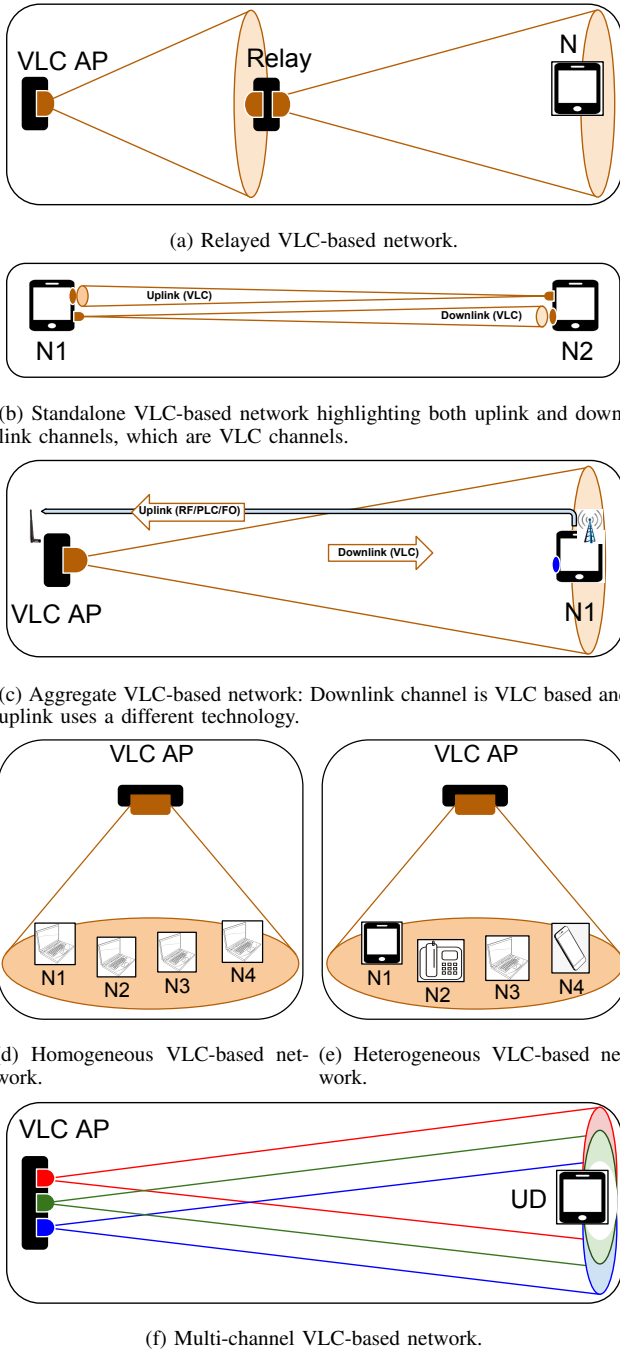 VLC AP
Relay
N
(a) Relayed VLC-based network.
Uplink (VLC)
Downlink (VLC)
N1
N2
(b) Standalone VLC-based network highlighting both uplink and down
link channels, which are VLC channels.
Uplink (RF/PLC/FO)
Downlink (VLC)
VLC AP
N1
(c) Aggregate VLC-based network: Downlink channel is VLC based and
uplink uses a different technology.
VLC AP
N1
N2
N3
N4
VLC AP
N1
N2
N3
N4
(d) Homogeneous VLC-based net-
work.
(e) Heterogeneous VLC-based ne
work.
VLC AP
UD
(f) Multi-channel VLC-based network.